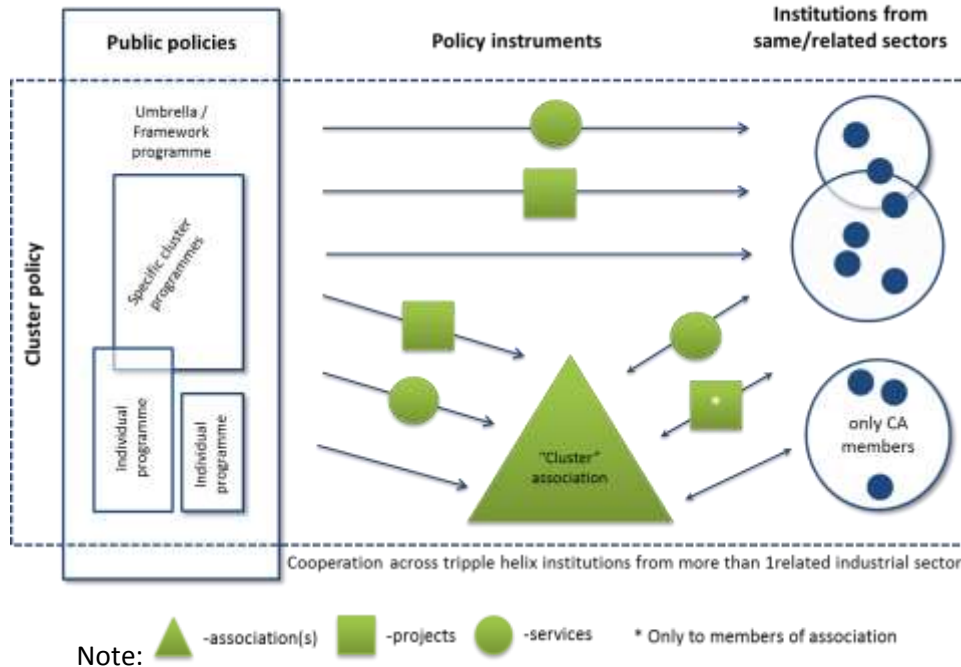 Public policies
Policy instruments
Institutions from
same/related sectors
Cluster policy
Umbrella /
Framework
programme
Specific cluster
programmes
Individual
programme
Individual
programme
*
"Cluster"
association
only CA
members
Cooperation across tripple helix institutions from more than 1related industrial sector
Note:
-association(s)
-projects
-services
* Only to members of association